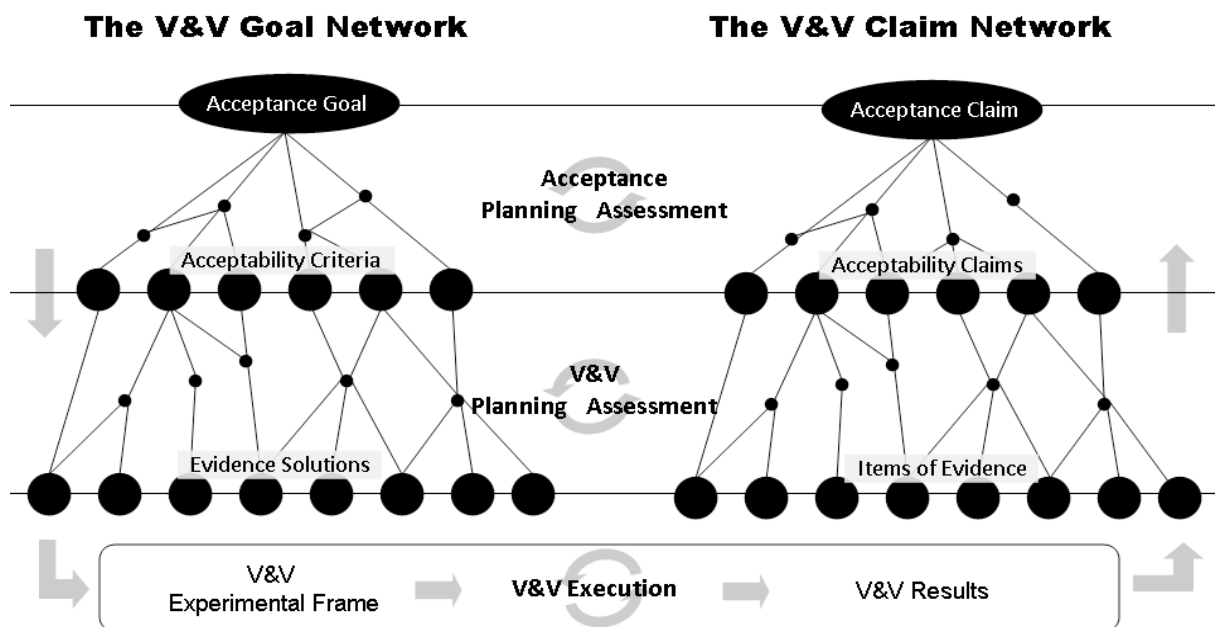 The V&V Goal Network
The V&V Claim Network
Acceptance Goal
Acceptance Claim
Acceptance
Planning Assessment
Acceptability Criteria
Acceptability Claims
V&V
Planning Assessment
Evidence Solutions
Items of Evidence
V&V
Experimental Frame
V&V Execution
V&V Results